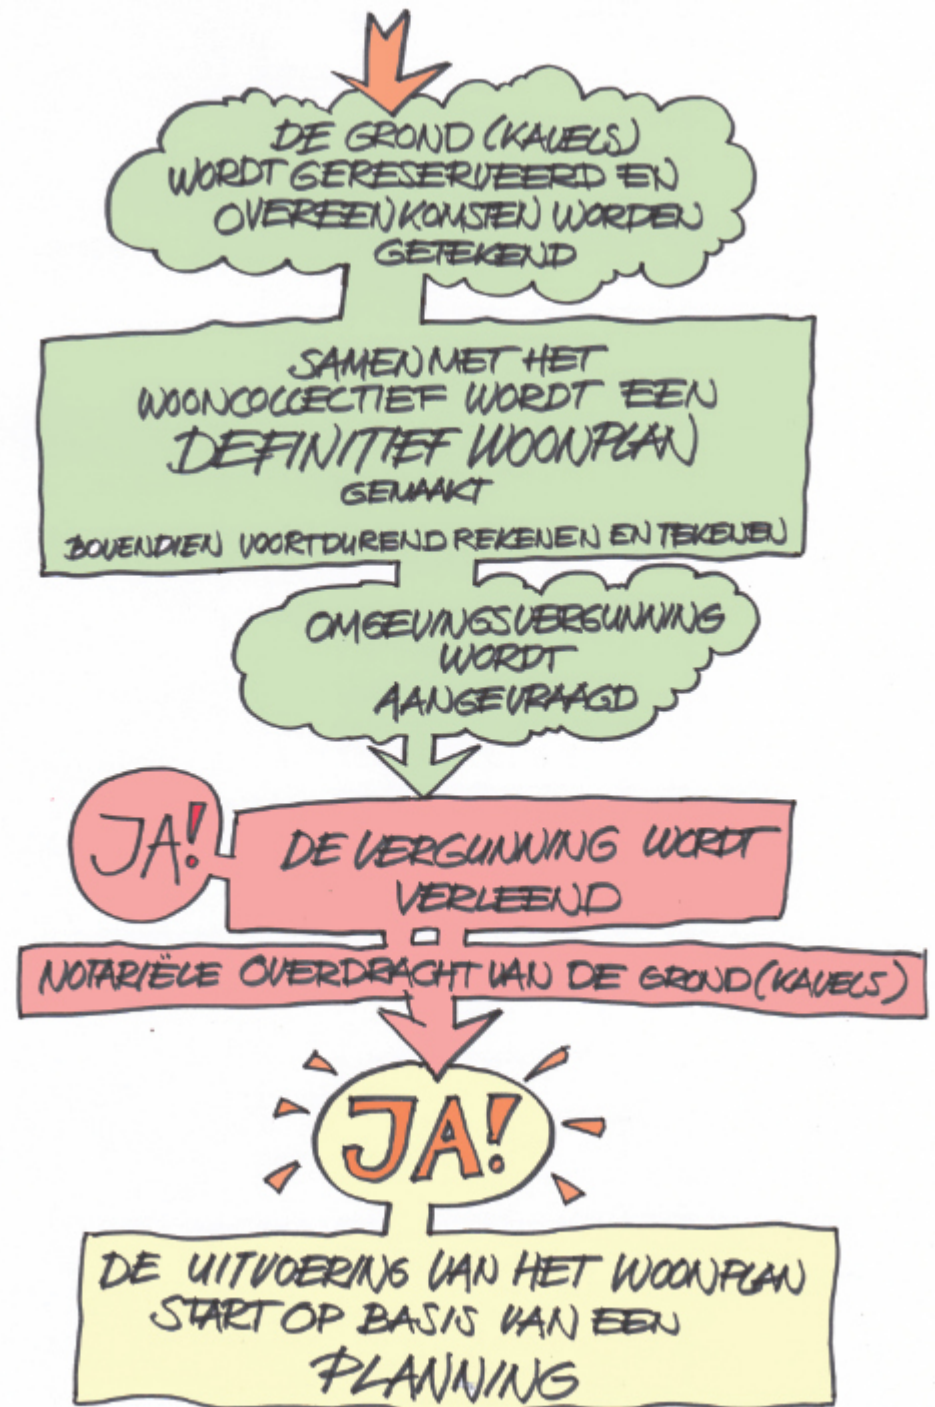 DE GROND (KAVELS)
WORDT GERESERVEERD EN
OVEREENKOMSTEN WORDEN
GETEKEND
SAMEN MET HET
WOONCOLLECTIEF WORDT EEN
DEFINITIEF WOONPLAN
GEMAAKT
BOVENDIEN VOORTDUREND REKENEN EN TEKENEN
OMGEVINGSVERGUNNING
WORDT
AANGEVRAAGD
JA!
DE VERGUNNING WORDT
VERLEEND
NOTARIËLE OVERDRACHT VAN DE GROND (KAVELS)
JA!
DE UITVOERING VAN HET WOONPLAN
START OP BASIS VAN EEN
PLANNING